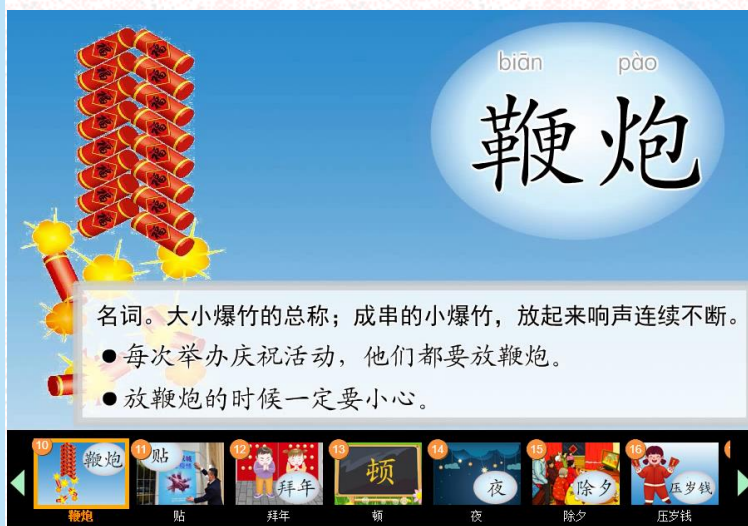 biān pào
鞭炮
名词。大小爆竹的总称；成串的小爆竹，放起来响声连续不断。
●每次举办庆祝活动，他们都要放鞭炮。
●放鞭炮的时候一定要小心。
10 鞭炮
11 贴
12 拜年
13 顿
14 夜
15 除夕
16 压岁钱
鞭炮 贴 拜年 顿 夜 除夕 压岁钱